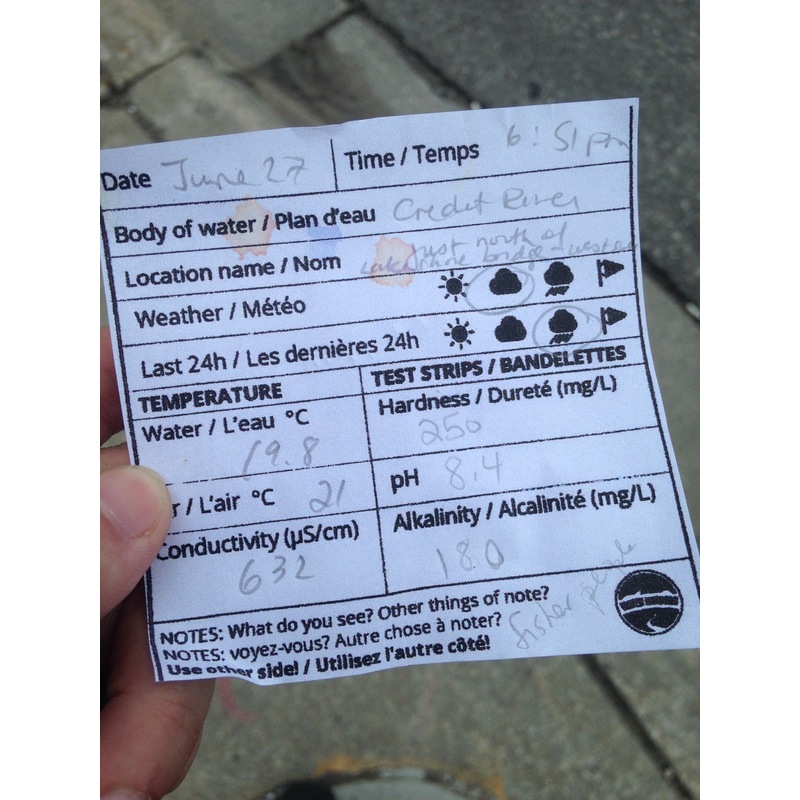 Date June 27 Time / Temps 6:51 pm
Body of water / Plan d'eau Credit River
just north of
Location name / Nom Lakeshore bridge - west
Weather / Météo
Last 24h / Les dernières 24h
TEMPERATURE TEST STRIPS / BANDELETTES
Water / L'eau °C Hardness / Dureté (mg/L)
19.8 250
r / L'air °C 21 pH 8.4
Conductivity (µS/cm) Alkalinity / Alcalinité (mg/L)
632 180
NOTES: What do you see? Other things of note?
NOTES: voyez-vous? Autre chose à noter?
Use other side! / Utilisez l'autre côté!